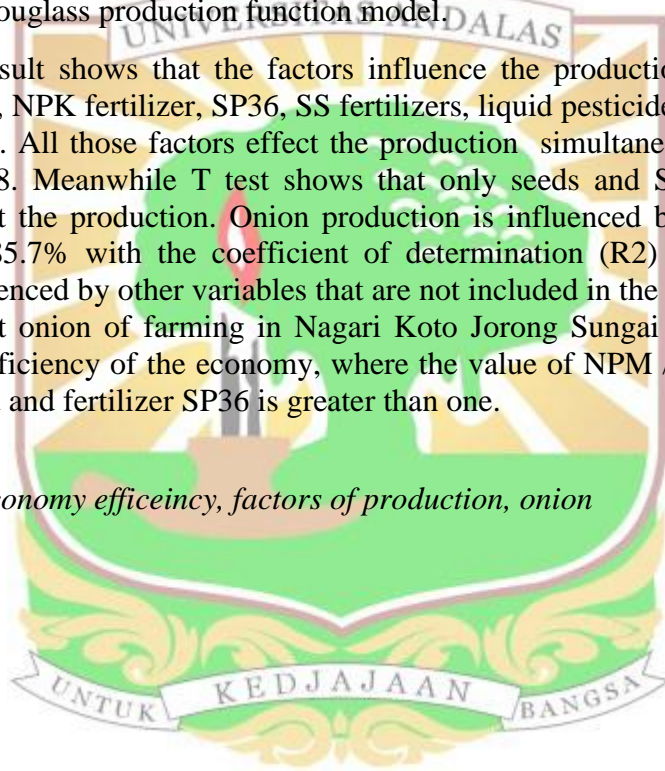 ouglass production function model.
UNIVERSITAS ANDALAS
sult shows that the factors influence the productio
, NPK fertilizer, SP36, SS fertilizers, liquid pesticide
. All those factors effect the production simultane
8. Meanwhile T test shows that only seeds and S
t the production. Onion production is influenced b
35.7% with the coefficient of determination (R2)
enced by other variables that are not included in the
t onion of farming in Nagari Koto Jorong Sungai
fficiency of the economy, where the value of NPM /
and fertilizer SP36 is greater than one.
onomy efficeincy, factors of production, onion
UNTUK KEDJAJAAN BANGSA